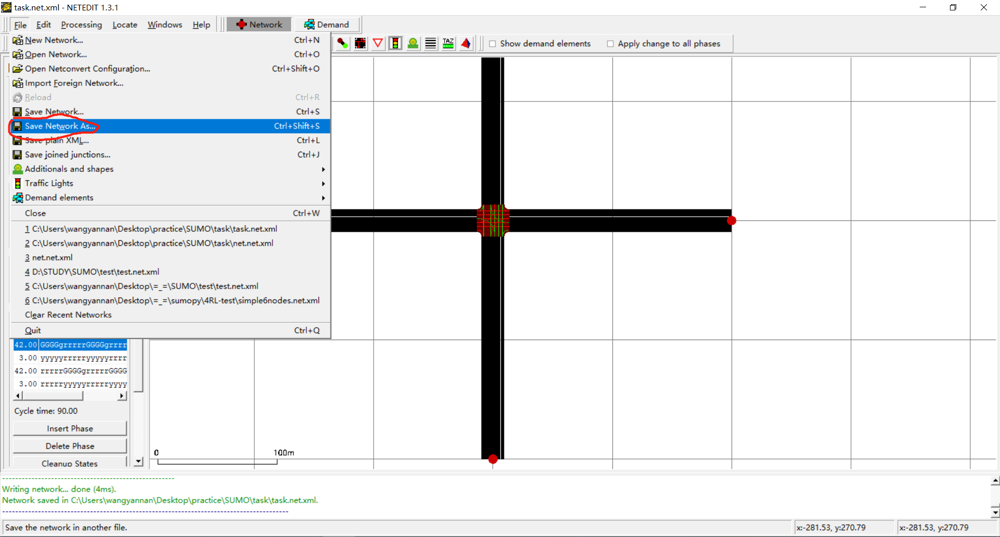 task.net.xml - NETEDIT 1.3.1
File Edit Processing Locate Windows Help Network Demand
New Network... Ctrl+N
Open Network... Ctrl+O
Open Netconvert Configuration... Ctrl+Shift+O
Import Foreign Network...
Reload Ctrl+R
Save Network... Ctrl+S
Save Network As... Ctrl+Shift+S
Save plain XML... Ctrl+L
Save joined junctions... Ctrl+J
Additionals and shapes
Traffic Lights
Demand elements
Close Ctrl+W
1 C:\Users\wangyannan\Desktop\practice\SUMO\task\task.net.xml
2 C:\Users\wangyannan\Desktop\practice\SUMO\task\net.net.xml
3 net.net.xml
4 D:\STUDY\SUMO\test\test.net.xml
5 C:\Users\wangyannan\Desktop\=_=\SUMO\test\test.net.xml
6 C:\Users\wangyannan\Desktop\=_=\sumopy\4RL-test\simple6nodes.net.xml
Clear Recent Networks
Quit Ctrl+Q
TAZ
Show demand elements Apply change to all phases
42.00 GGGGgrrrrrGGGGgrrrr
3.00 yyyyyrrrrryyyyyrrrr
42.00 rrrrrGGGGgrrrrrGGGG
3.00 rrrrryyyyyrrrrryyyy
Cycle time: 90.00
Insert Phase
Delete Phase
Cleanup States
0 100m
Writing network... done (4ms).
Network saved in C:\Users\wangyannan\Desktop\practice\SUMO\task\task.net.xml.
Save the network in another file. x:-281.53, y:270.79 x:-281.53, y:270.79